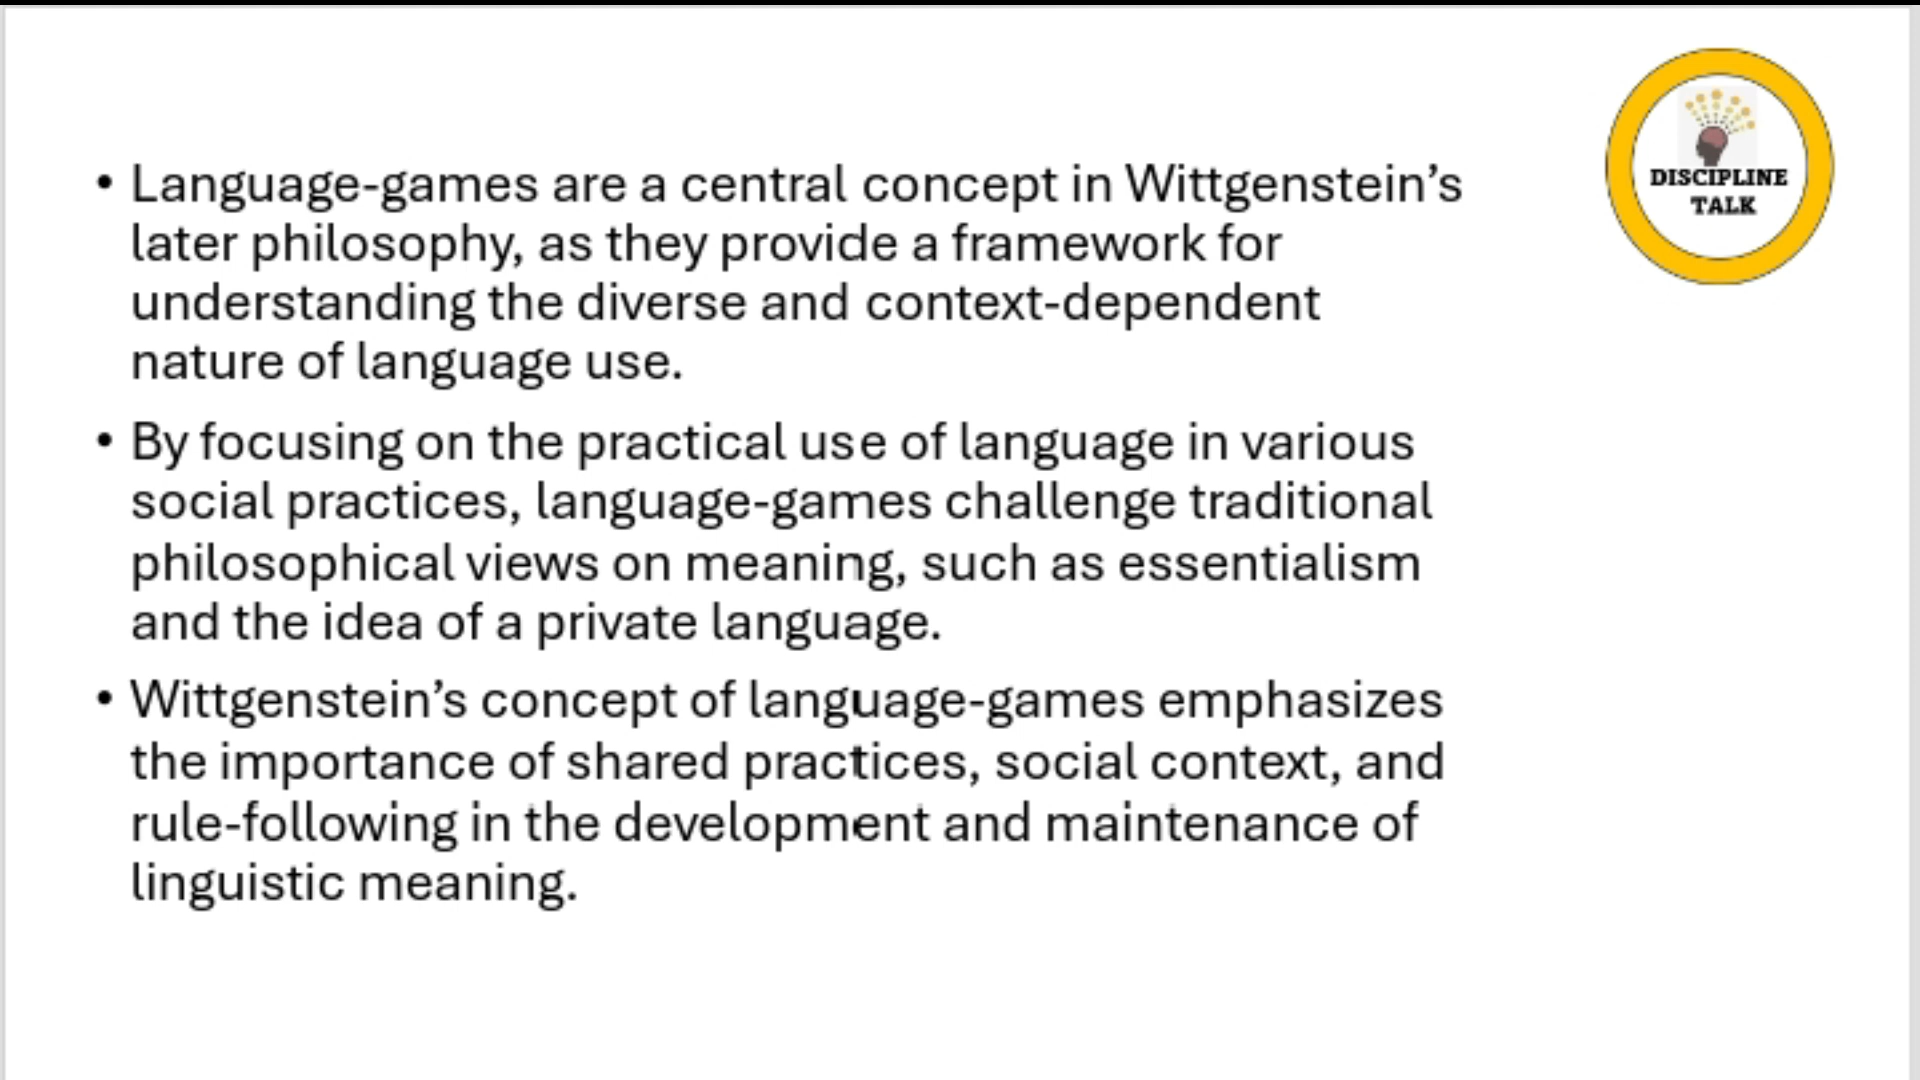 • Language-games are a central concept in Wittgenstein’s
later philosophy, as they provide a framework for
understanding the diverse and context-dependent
nature of language use.
• By focusing on the practical use of language in various
social practices, language-games challenge traditional
philosophical views on meaning, such as essentialism
and the idea of a private language.
• Wittgenstein’s concept of language-games emphasizes
the importance of shared practices, social context, and
rule-following in the development and maintenance of
linguistic meaning.
DISCIPLINE
TALK